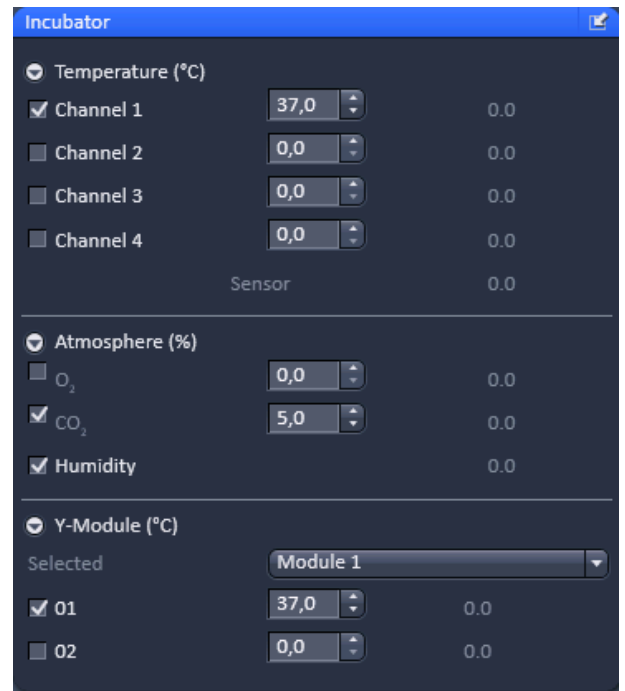 Incubator
Temperature (°C)
Channel 1 37,0 0.0
Channel 2 0,0 0.0
Channel 3 0,0 0.0
Channel 4 0,0 0.0
Sensor 0.0
Atmosphere (%)
O₂ 0,0 0.0
CO₂ 5,0 0.0
Humidity 0.0
Y-Module (°C)
Selected Module 1
01 37,0 0.0
02 0,0 0.0